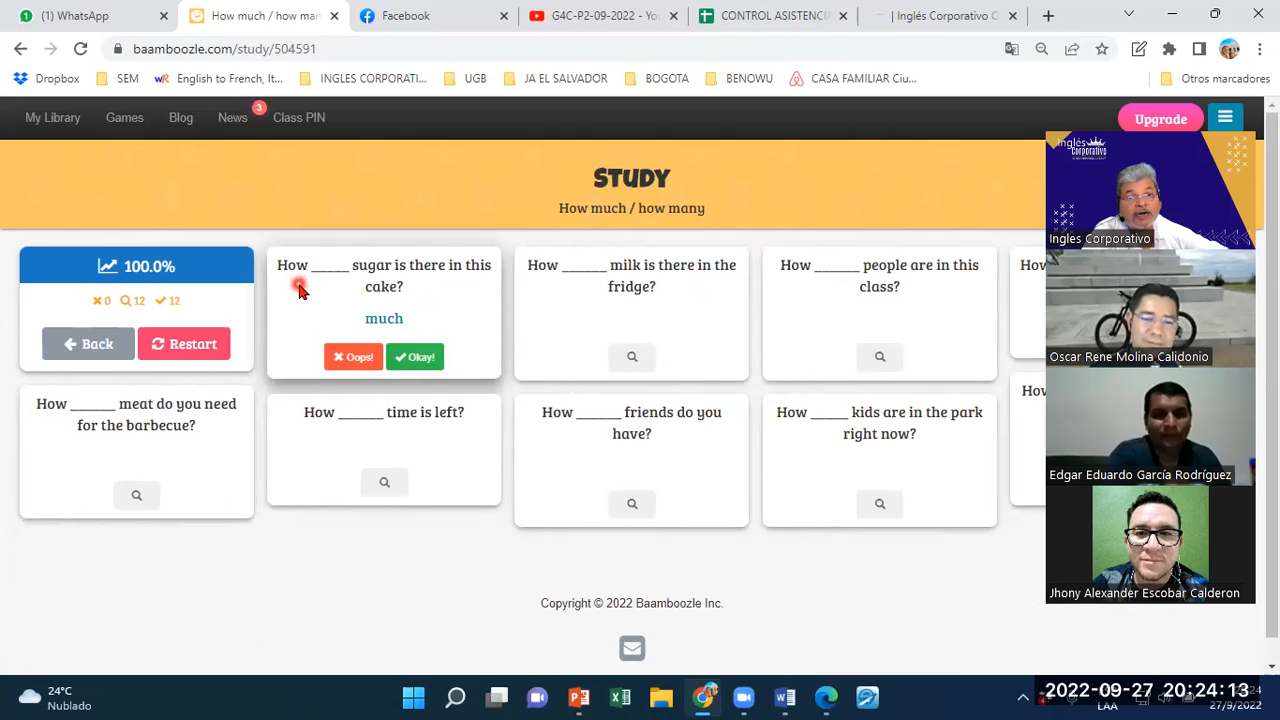 (1) WhatsApp
How much / how man
Facebook
G4C-P2-09-2022 - Yo
CONTROL ASISTENCIA
| Inglés Corporativo G
baamboozle.com/study/504591
Dropbox
SEM
English to French, It...
INGLES CORPORATI...
UGB
JA EL SALVADOR
BOGOTA
BENOWU
CASA FAMILIAR Ciu...
Otros marcadores
My Library
Games
Blog
News
3
Class PIN
Upgrade
STUDY
How much / how many
Inglés
Corporativo
Ingles Corporativo
Oscar Rene Molina Calidonio
Edgar Eduardo García Rodríguez
Jhony Alexander Escobar Calderon
100.0%
0 12 12
Back
Restart
How _____ sugar is there in this
cake?
much
Oops!
Okay!
How ______ milk is there in the
fridge?
How ______ people are in this
class?
How
How ______ meat do you need
for the barbecue?
How ______ time is left?
How ______ friends do you
have?
How _____ kids are in the park
right now?
Ho
Copyright © 2022 Baamboozle Inc.
24°C
Nublado
2022-09-27 20:24:1
LAA
27/9/2022